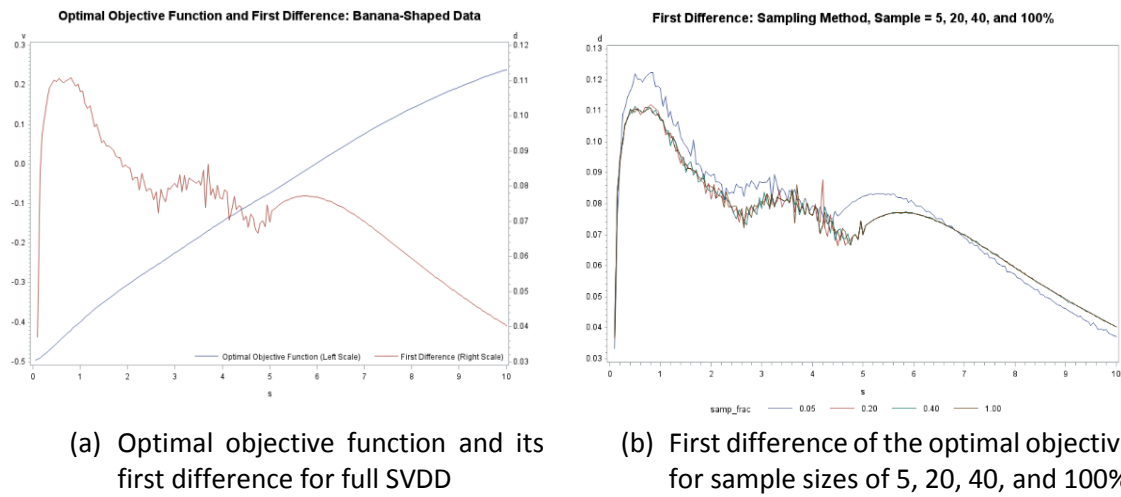 Optimal Objective Function and First Difference: Banana-Shaped Data
v d
0.3 0.12
0.2 0.11
0.1 0.10
0.0 0.09
-0.1 0.08
-0.2 0.07
-0.3 0.06
-0.4 0.05
-0.5 0.04
0.03
Optimal Objective Function (Left Scale) First Difference (Right Scale)
0 1 2 3 4 5 6 7 8 9 10
s
(a) Optimal objective function and its
first difference for full SVDD
First Difference: Sampling Method, Sample = 5, 20, 40, and 100%
d
0.13
0.12
0.11
0.10
0.09
0.08
0.07
0.06
0.05
0.04
0.03
0 1 2 3 4 5 6 7 8 9 10
s
samp_frac 0.05 0.20 0.40 1.00
(b) First difference of the optimal objectiv
for sample sizes of 5, 20, 40, and 100%